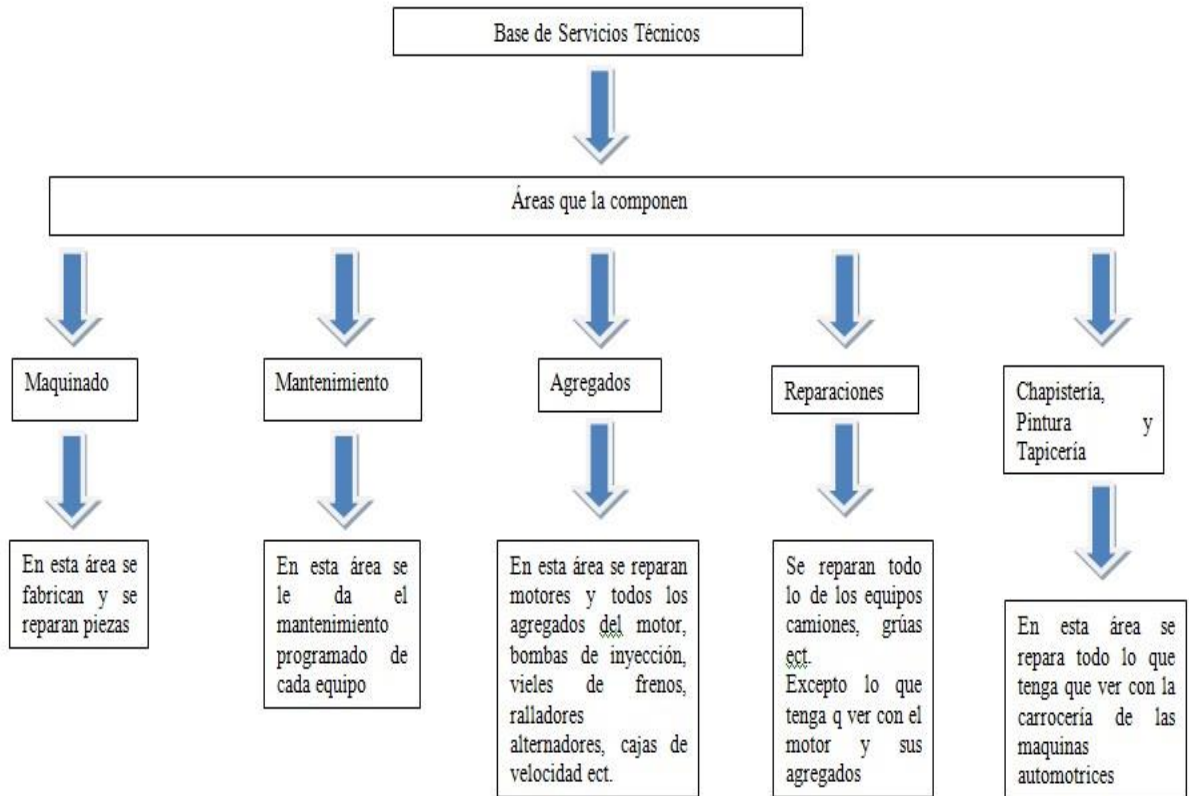 Base de Servicios Técnicos
Áreas que la componen
Maquinado
Mantenimiento
Agregados
Reparaciones
Chapistería,
Pintura y
Tapicería
En esta área se
fabrican y se
reparan piezas
En esta área se
le da el
mantenimiento
programado de
cada equipo
En esta área se reparan
motores y todos los
agregados del motor,
bombas de inyección,
vieles de frenos,
ralladores
alternadores, cajas de
velocidad ect.
Se reparan todo
lo de los equipos
camiones, grúas
ect.
Excepto lo que
tenga q ver con el
motor y sus
agregados
En esta área se
repara todo lo que
tenga que ver con la
carrocería de las
maquinas
automotrices